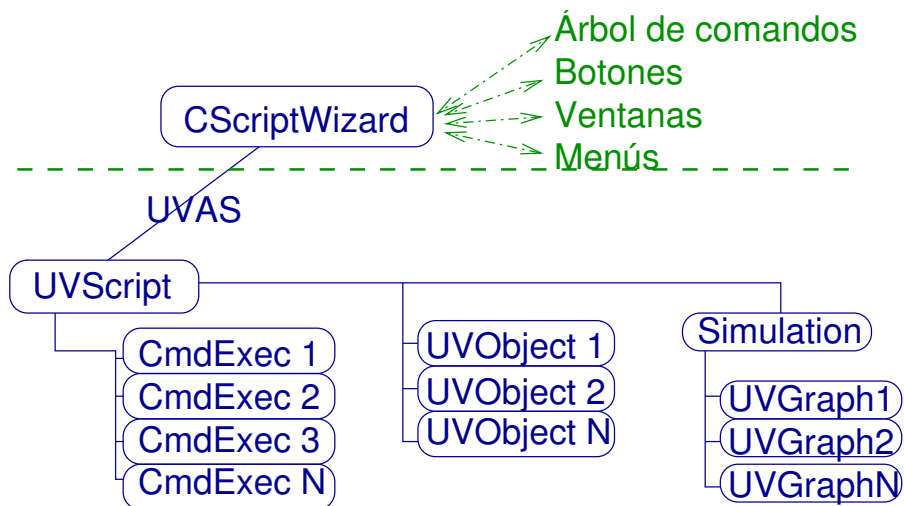 Árbol de comandos
Botones
CScriptWizard
Ventanas
Menús
UVAS
UVScript
CmdExec 1
CmdExec 2
CmdExec 3
CmdExec N
UVObject 1
UVObject 2
UVObject N
Simulation
UVGraph1
UVGraph2
UVGraphN